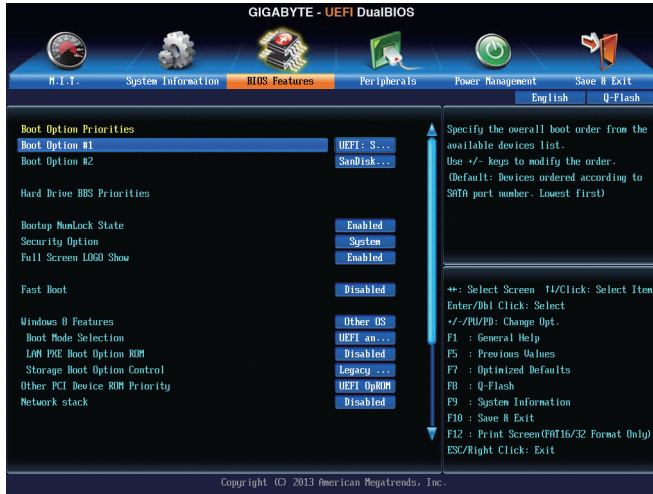 GIGABYTE - UEFI DualBIOS
M.I.T.
System Information
BIOS Features
Peripherals
Power Management
Save & Exit
English
Q-Flash
Boot Option Priorities
Boot Option #1 UEFI: S...
Boot Option #2 SanDisk...
Hard Drive BBS Priorities
Bootup NumLock State Enabled
Security Option System
Full Screen LOGO Show Enabled
Fast Boot Disabled
Windows 8 Features Other OS
Boot Mode Selection UEFI an...
LAN PXE Boot Option ROM Disabled
Storage Boot Option Control Legacy ...
Other PCI Device ROM Priority UEFI OpROM
Network stack Disabled
Specify the overall boot order from the
available devices list.
Use +/- keys to modify the order.
(Default: Devices ordered according to
SATA port number. Lowest first)
→←: Select Screen ↑↓/Click: Select Item
Enter/Dbl Click: Select
+/-/PU/PD: Change Opt.
F1 : General Help
F5 : Previous Values
F7 : Optimized Defaults
F8 : Q-Flash
F9 : System Information
F10 : Save & Exit
F12 : Print Screen(FAT16/32 Format Only)
ESC/Right Click: Exit
Copyright (C) 2013 American Megatrends, Inc.